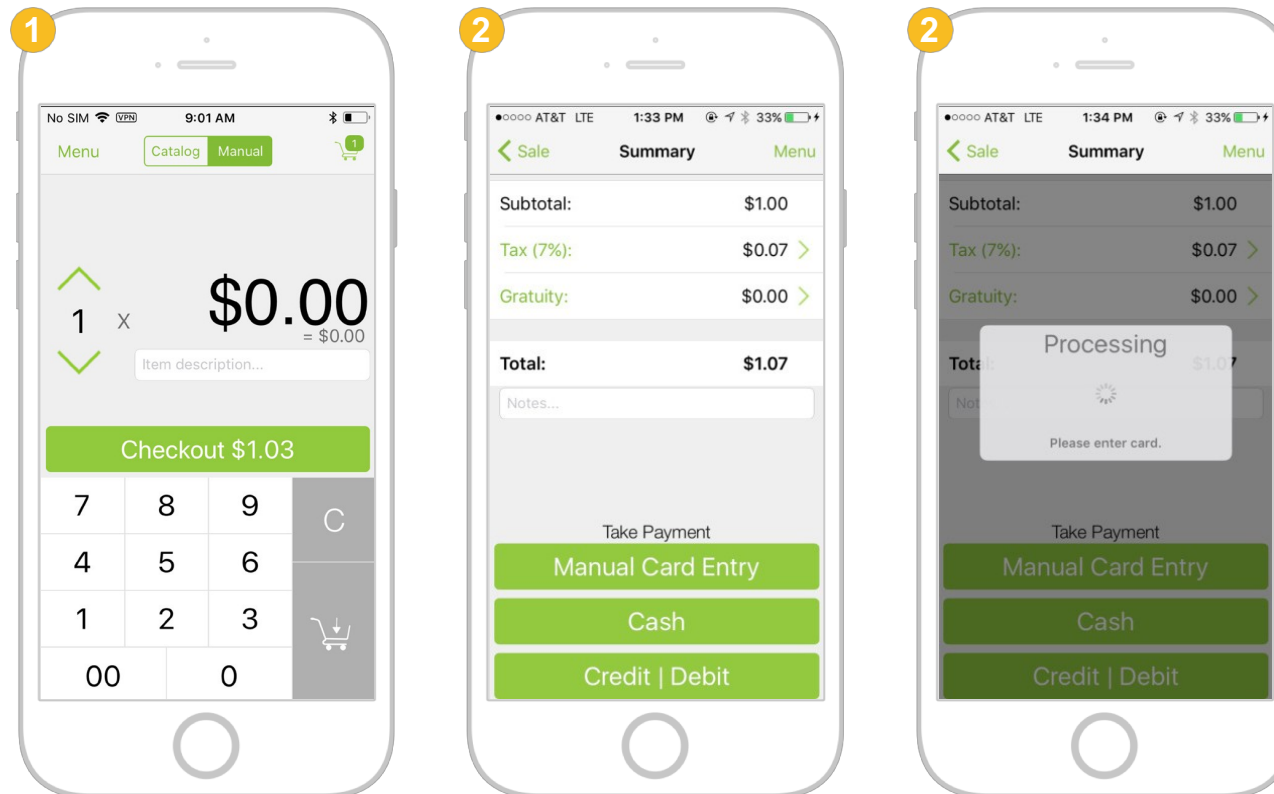 1
No SIM VPN 9:01 AM
Menu Catalog Manual 1
1 X $0.00
= $0.00
Item description...
Checkout $1.03
7 8 9 C
4 5 6
1 2 3
00 0
2
AT&T LTE 1:33 PM 33%
Sale Summary Menu
Subtotal: $1.00
Tax (7%): $0.07
Gratuity: $0.00
Total: $1.07
Notes...
Take Payment
Manual Card Entry
Cash
Credit | Debit
2
AT&T LTE 1:34 PM 33%
Sale Summary Menu
Subtotal: $1.00
Tax (7%): $0.07
Gratuity: $0.00
Processing
Total: $1.07
Not
Please enter card.
Take Payment
Manual Card Entry
Cash
Credit | Debit